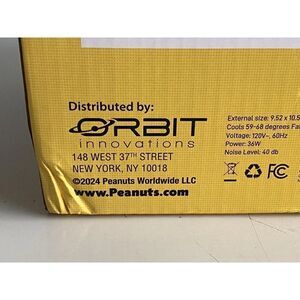 Distributed by:
ORBIT
innovations
148 WEST 37TH STREET
NEW YORK, NY 10018
©2024 Peanuts Worldwide LLC
www.Peanuts.com
External size: 9.52 x 10.5
Cools 59-68 degrees Fa
Voltage: 120V~, 60Hz
Power: 36W
Noise Level: 40 db
FC